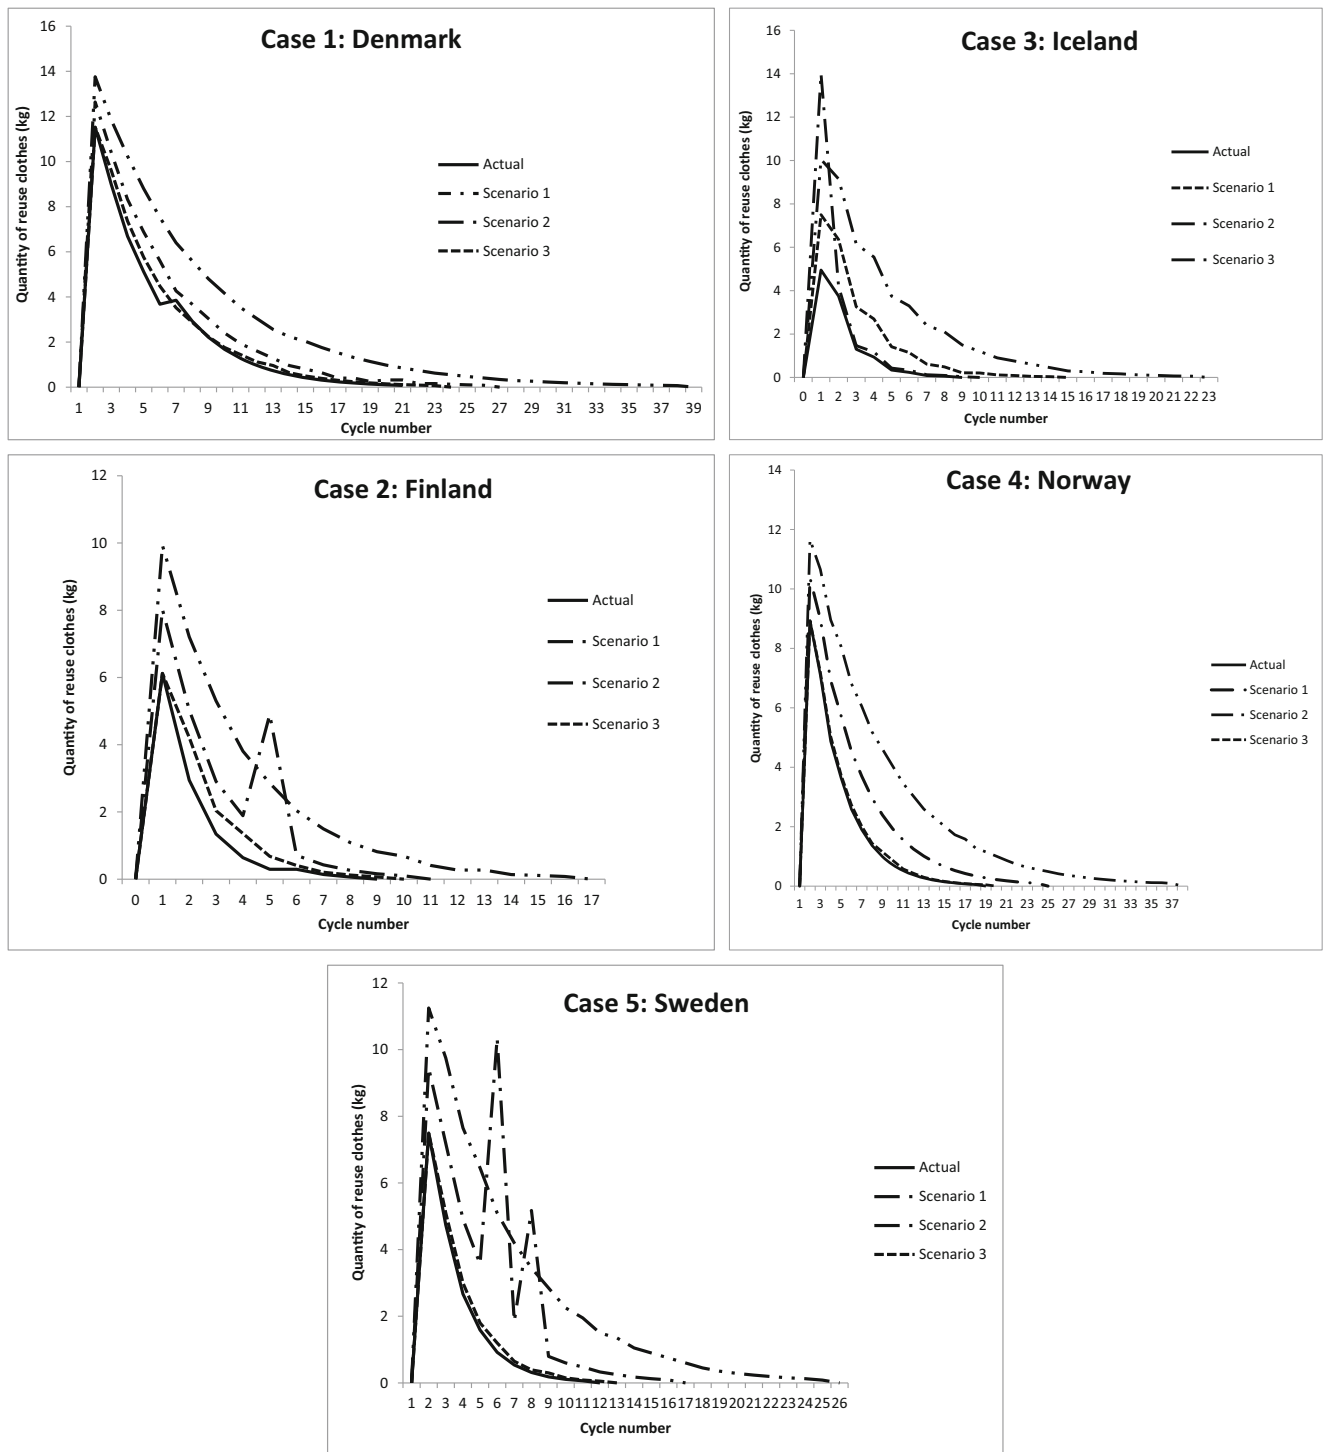 Case 1: Denmark
Quantity of reuse clothes (kg)
16
14
12
10
8
6
4
2
0
1 3 5 7 9 11 13 15 17 19 21 23 25 27 29 31 33 35 37 39
Cycle number
Actual
Scenario 1
Scenario 2
Scenario 3
Case 3: Iceland
Quantity of reuse clothes (kg)
16
14
12
10
8
6
4
2
0
0 1 2 3 4 5 6 7 8 9 10 11 12 13 14 15 16 17 18 19 20 21 22 23
Cycle number
Actual
Scenario 1
Scenario 2
Scenario 3
Case 2: Finland
Quantity of reuse clothes (kg)
12
10
8
6
4
2
0
0 1 2 3 4 5 6 7 8 9 10 11 12 13 14 15 16 17
Cycle number
Actual
Scenario 1
Scenario 2
Scenario 3
Case 4: Norway
Quantity of reuse clothes (kg)
14
12
10
8
6
4
2
0
1 3 5 7 9 11 13 15 17 19 21 23 25 27 29 31 33 35 37
Cycle number
Actual
Scenario 1
Scenario 2
Scenario 3
Case 5: Sweden
Quantity of reuse clothes (kg)
12
10
8
6
4
2
0
1 2 3 4 5 6 7 8 9 10 11 12 13 14 15 16 17 18 19 20 21 22 23 24 25 26
Cycle number
Actual
Scenario 1
Scenario 2
Scenario 3